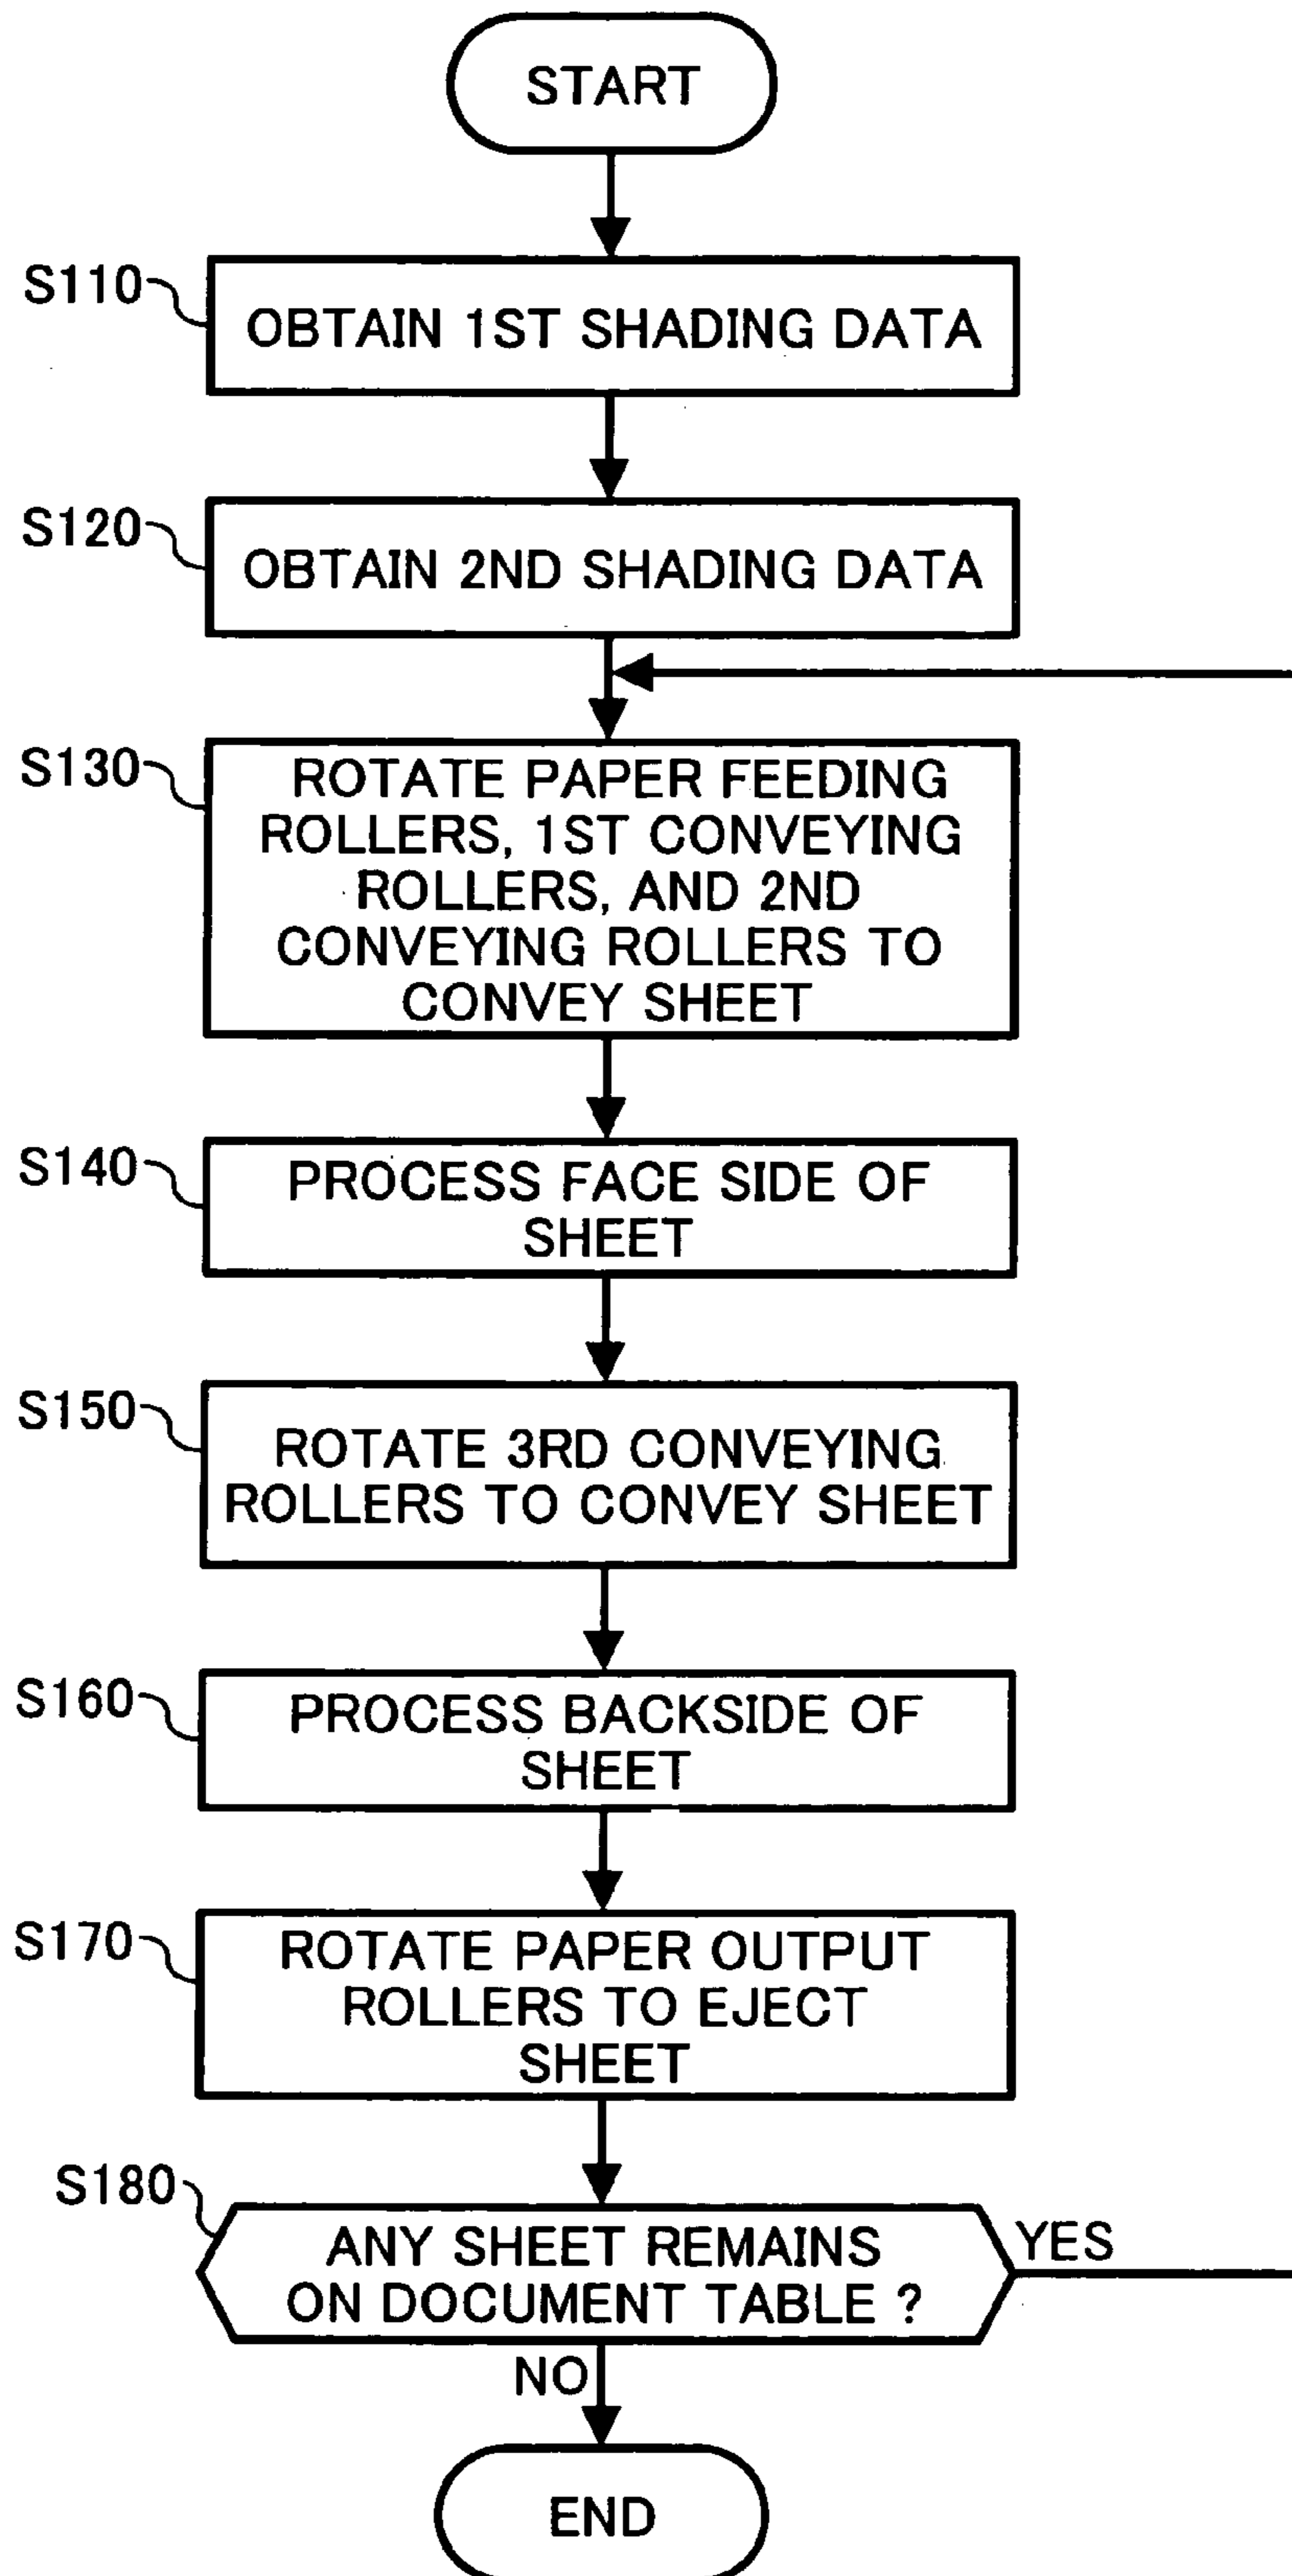 START
S110
OBTAIN 1ST SHADING DATA
S120
OBTAIN 2ND SHADING DATA
S130
ROTATE PAPER FEEDING
ROLLERS, 1ST CONVEYING
ROLLERS, AND 2ND
CONVEYING ROLLERS TO
CONVEY SHEET
S140
PROCESS FACE SIDE OF
SHEET
S150
ROTATE 3RD CONVEYING
ROLLERS TO CONVEY SHEET
S160
PROCESS BACKSIDE OF
SHEET
S170
ROTATE PAPER OUTPUT
ROLLERS TO EJECT
SHEET
S180
ANY SHEET REMAINS
ON DOCUMENT TABLE ?
YES
NO
END